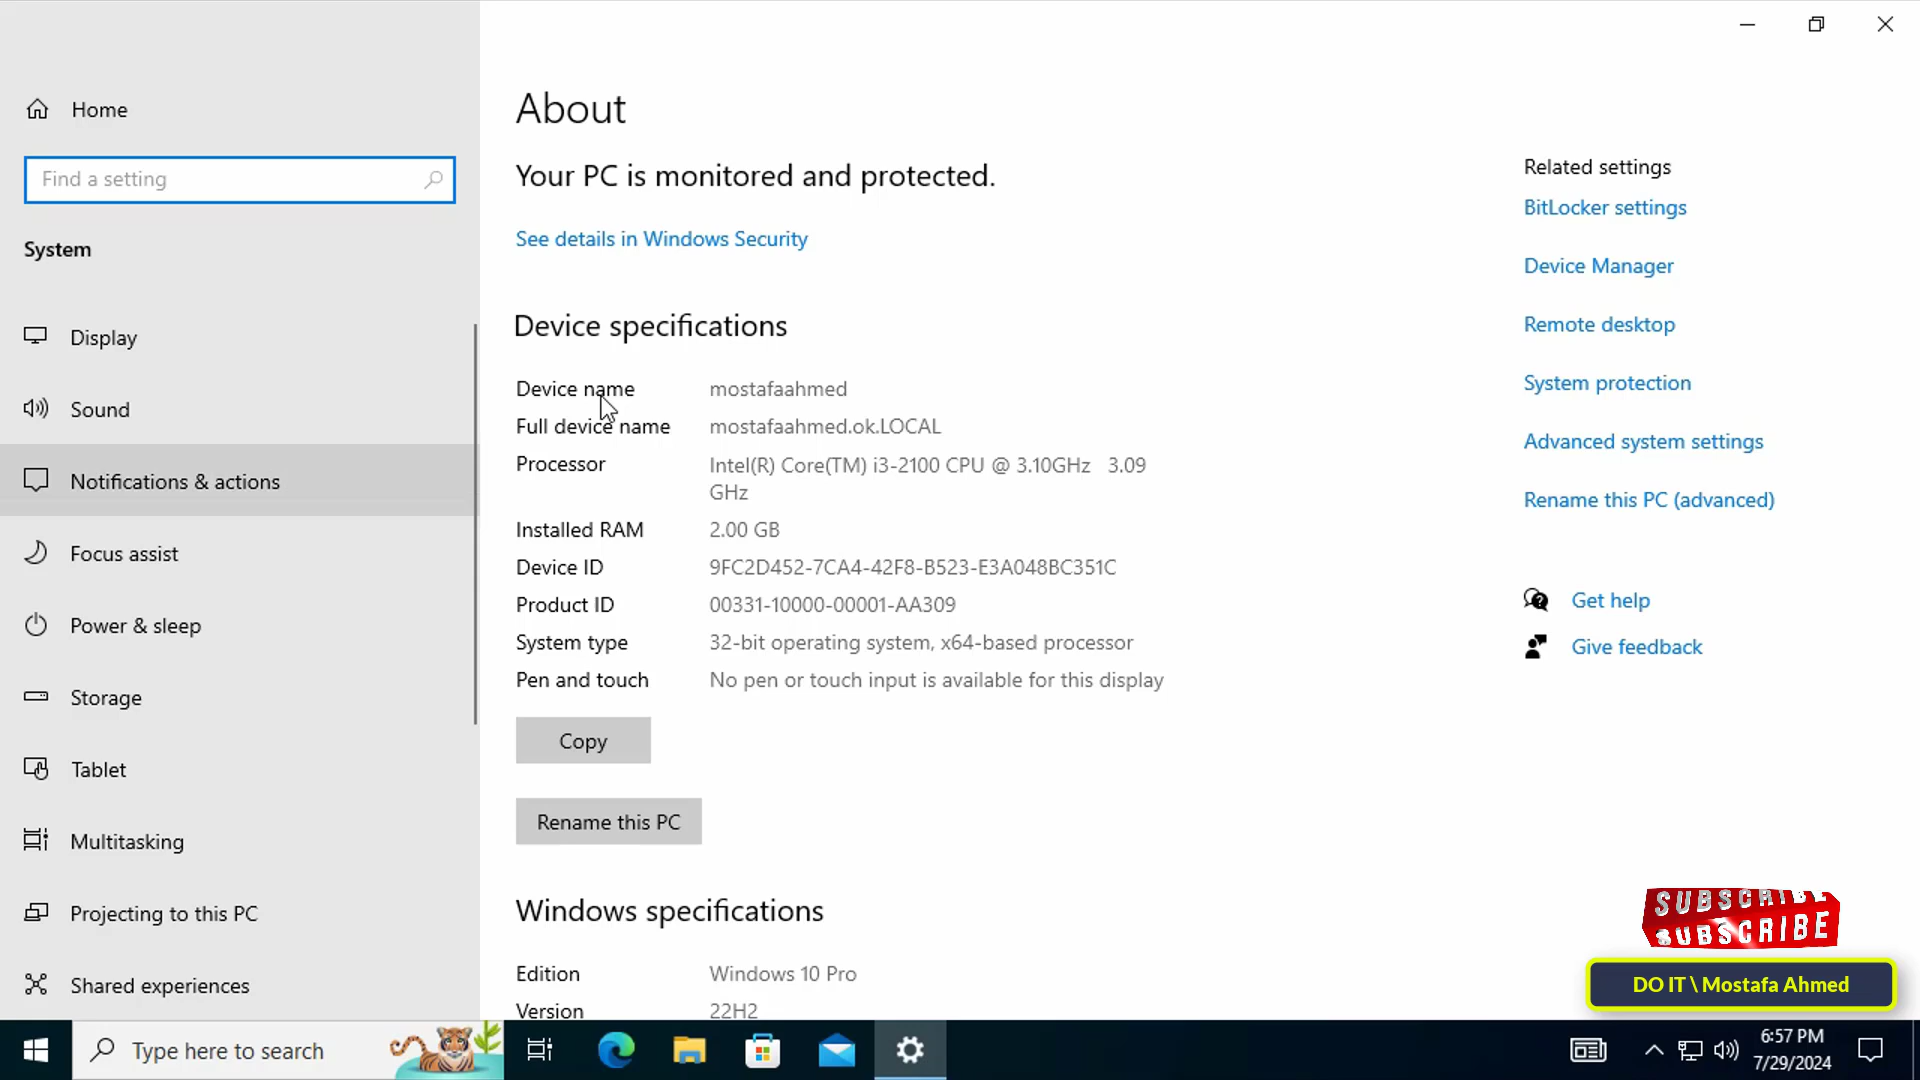 Home
Find a setting
System
Display
Sound
Notifications & actions
Focus assist
Power & sleep
Storage
Tablet
Multitasking
Projecting to this PC
Shared experiences
About
Your PC is monitored and protected.
See details in Windows Security
Device specifications
Device name mostafaahmed
Full device name mostafaahmed.ok.LOCAL
Processor Intel(R) Core(TM) i3-2100 CPU @ 3.10GHz 3.09
GHz
Installed RAM 2.00 GB
Device ID 9FC2D452-7CA4-42F8-B523-E3A048BC351C
Product ID 00331-10000-00001-AA309
System type 32-bit operating system, x64-based processor
Pen and touch No pen or touch input is available for this display
Copy
Rename this PC
Windows specifications
Edition Windows 10 Pro
Version 22H2
Related settings
BitLocker settings
Device Manager
Remote desktop
System protection
Advanced system settings
Rename this PC (advanced)
Get help
Give feedback
SUBSCRIBE
SUBSCRIBE
DO IT \ Mostafa Ahmed
Type here to search
6:57 PM
7/29/2024